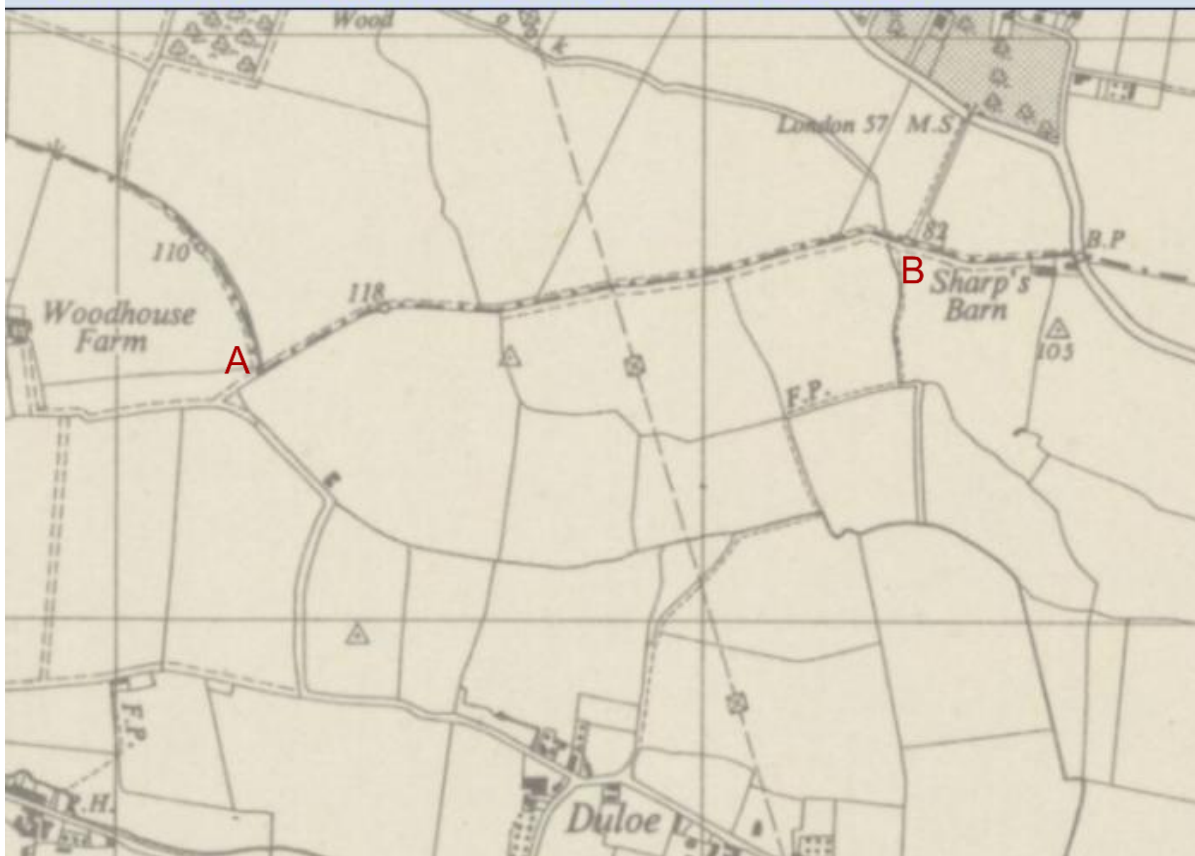 Wood
k
London 57
M.S
110
82
B.P
118
B
Sharp's
Barn
Woodhouse
Farm
A
105
F.P.
F.P.
P.H.
Duloe